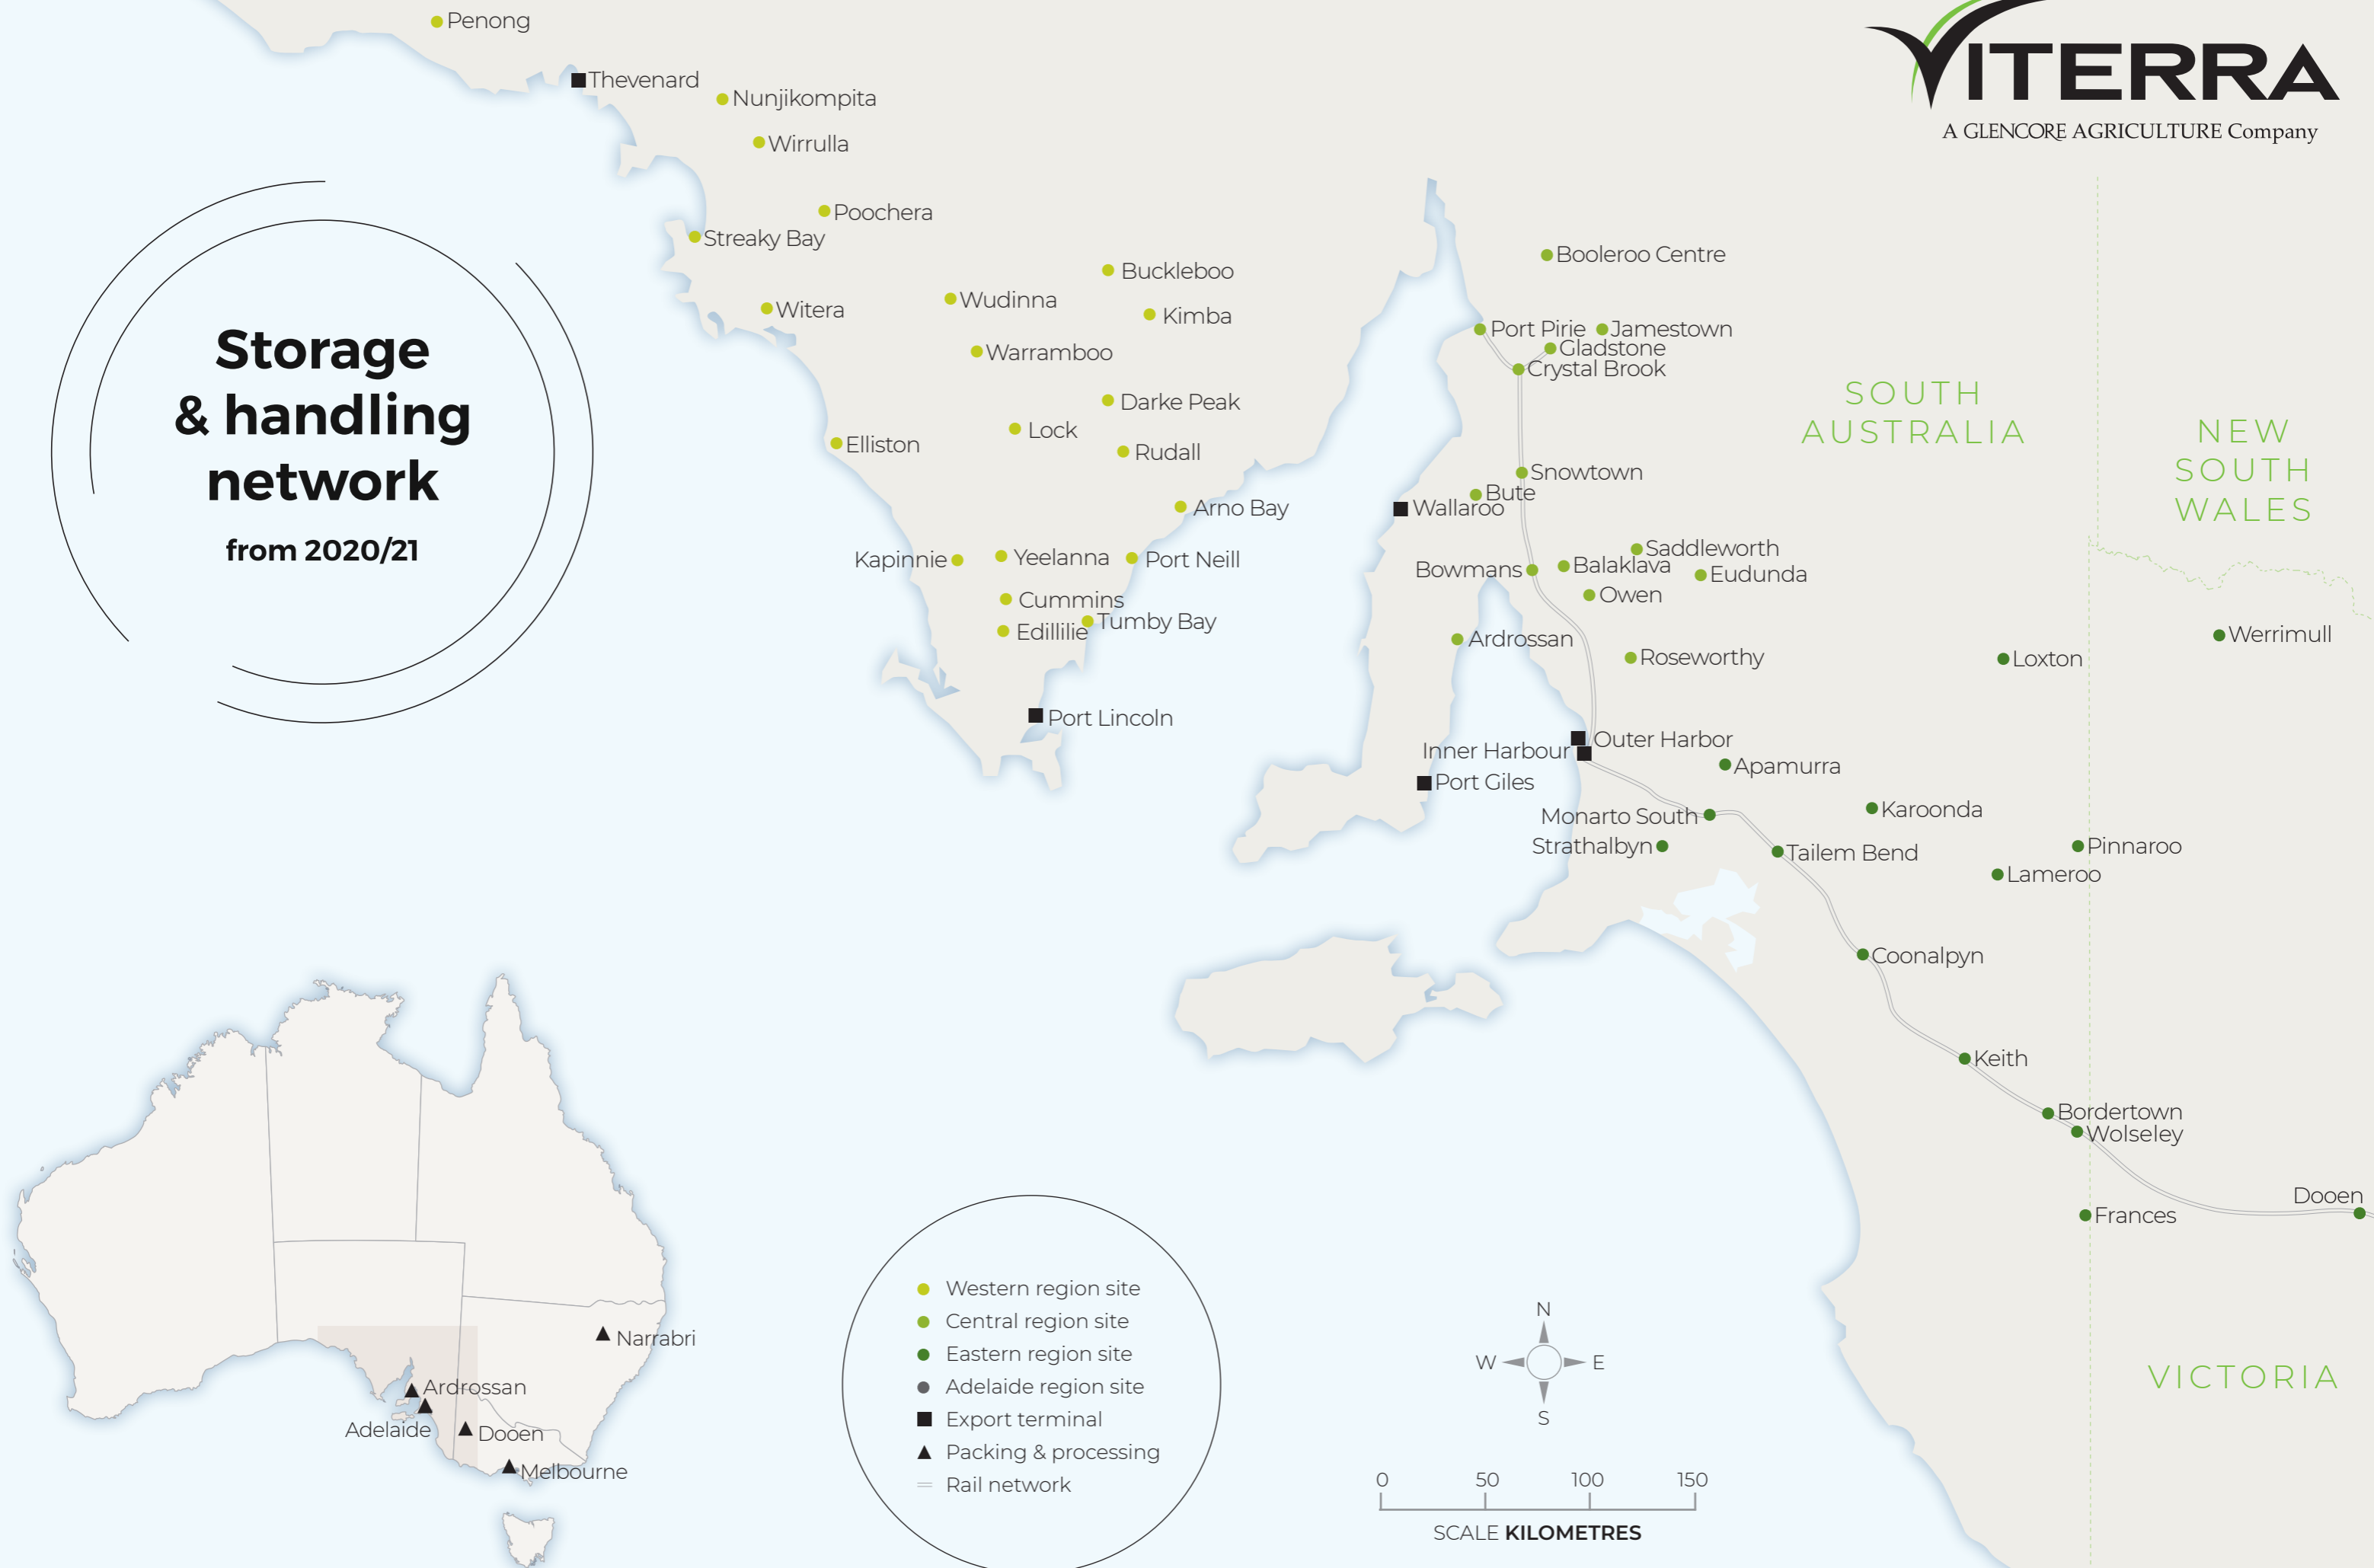 VITERRA
A GLENCORE AGRICULTURE Company
Storage
& handling
network
from 2020/21
Penong
Thevenard
Nunjikompita
Wirrulla
Poochera
Streaky Bay
Buckleboo
Wudinna
Witera
Kimba
Warramboo
Darke Peak
Lock
Elliston
Rudall
Arno Bay
Kapinnie
Yeelanna
Port Neill
Cummins
Tumby Bay
Edillilie
Port Lincoln
Booleroo Centre
Port Pirie
Jamestown
Gladstone
Crystal Brook
Snowtown
Bute
Wallaroo
Saddleworth
Balaklava
Bowmans
Eudunda
Owen
Ardrossan
Roseworthy
Outer Harbor
Inner Harbour
Apamurra
Port Giles
Monarto South
Karoonda
Strathalbyn
Tailem Bend
Pinnaroo
Lameroo
Loxton
Werrimull
Coonalpyn
Keith
Bordertown
Wolseley
Dooen
Frances
SOUTH
AUSTRALIA
NEW
SOUTH
WALES
VICTORIA
Narrabri
Ardrossan
Adelaide
Dooen
Melbourne
Western region site
Central region site
Eastern region site
Adelaide region site
Export terminal
Packing & processing
Rail network
N
W E
S
0 50 100 150
SCALE KILOMETRES